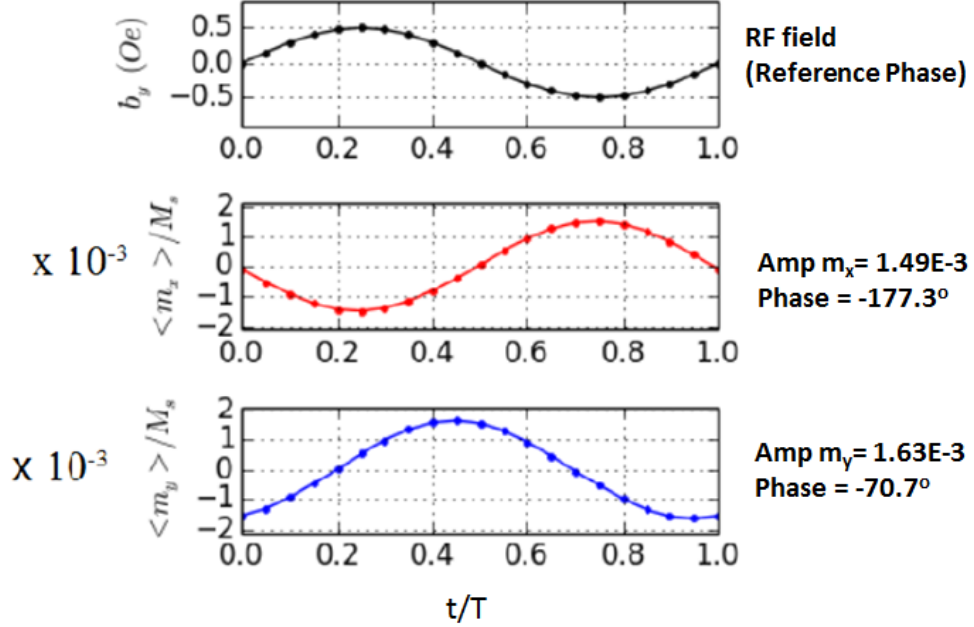 b_y (Oe)
0.5
0.0
−0.5
0.0 0.2 0.4 0.6 0.8 1.0
RF field
(Reference Phase)
x 10^-3
<m_x>/M_s
2
1
0
−1
−2
0.0 0.2 0.4 0.6 0.8 1.0
Amp m_x= 1.49E-3
Phase = -177.3°
x 10^-3
<m_y>/M_s
2
1
0
−1
−2
0.0 0.2 0.4 0.6 0.8 1.0
Amp m_y= 1.63E-3
Phase = -70.7°
t/T